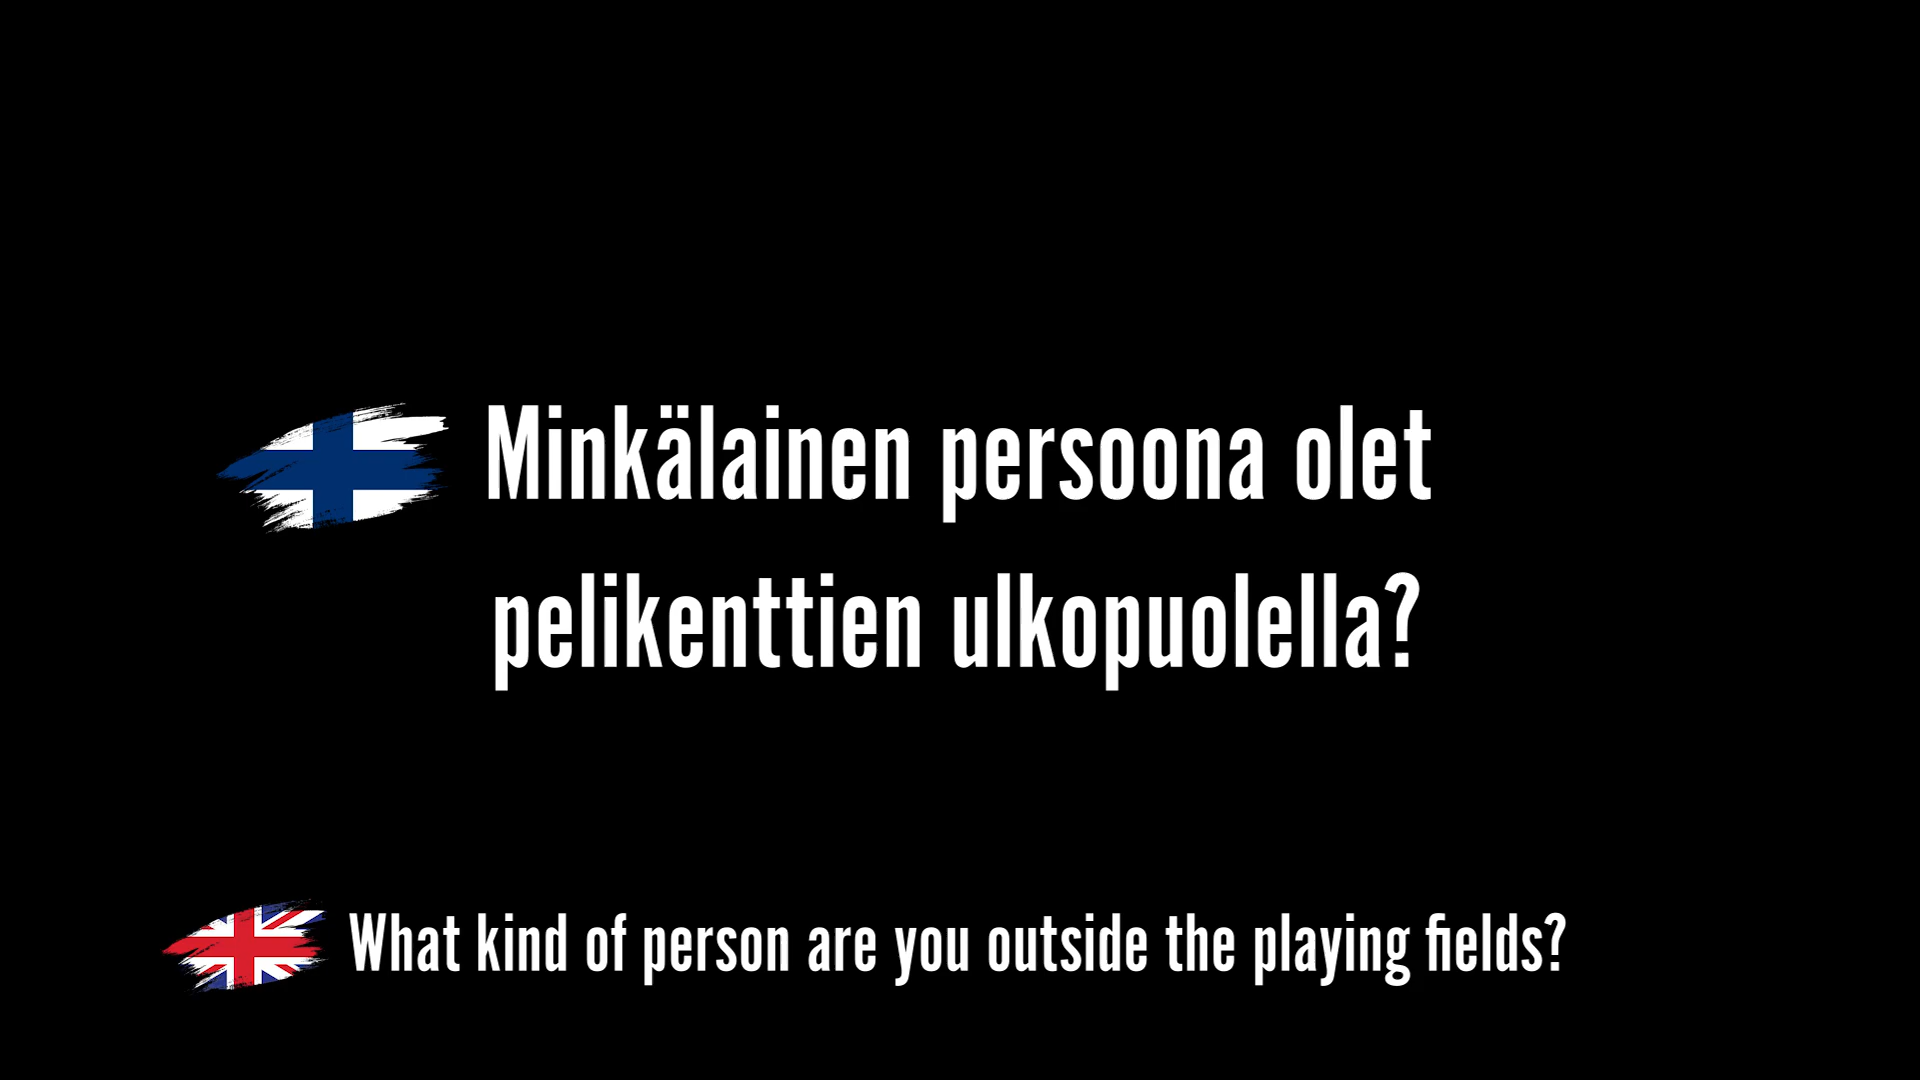 Minkälainen persoona olet
pelikenttien ulkopuolella?
What kind of person are you outside the playing fields?